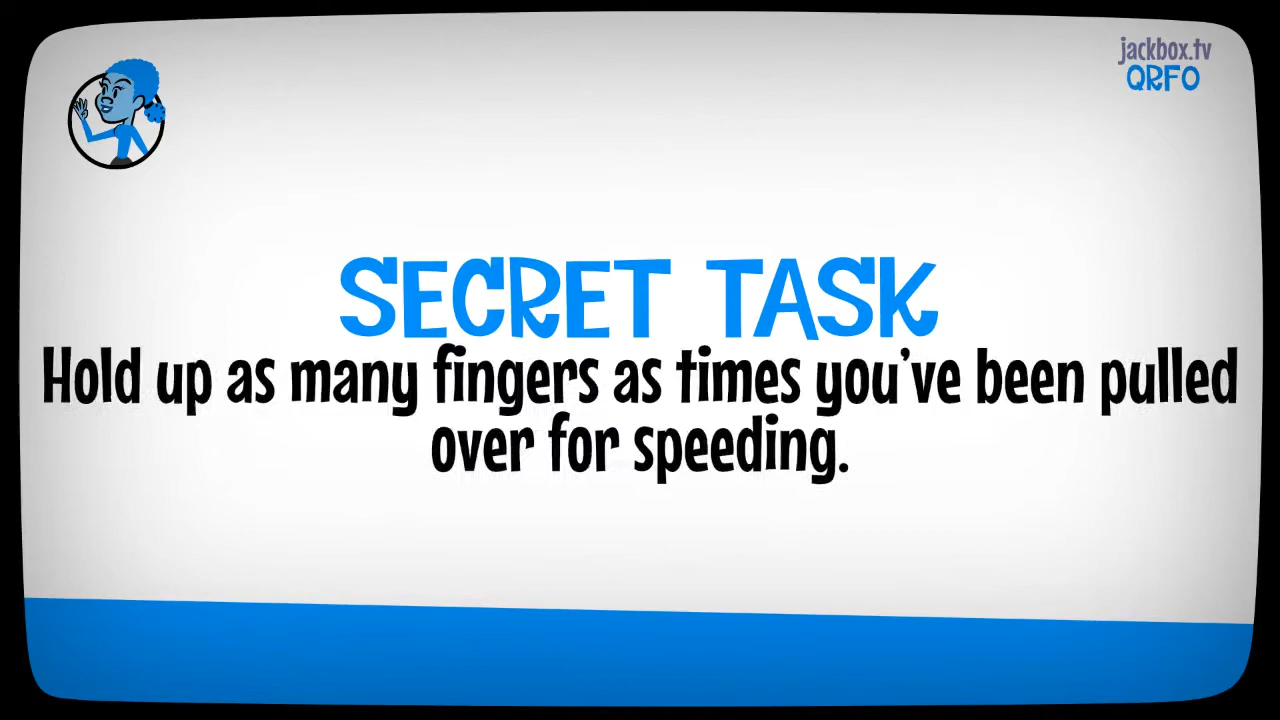 jackbox.tv
QRFO
SECRET TASK
Hold up as many fingers as times you've been pulled
over for speeding.